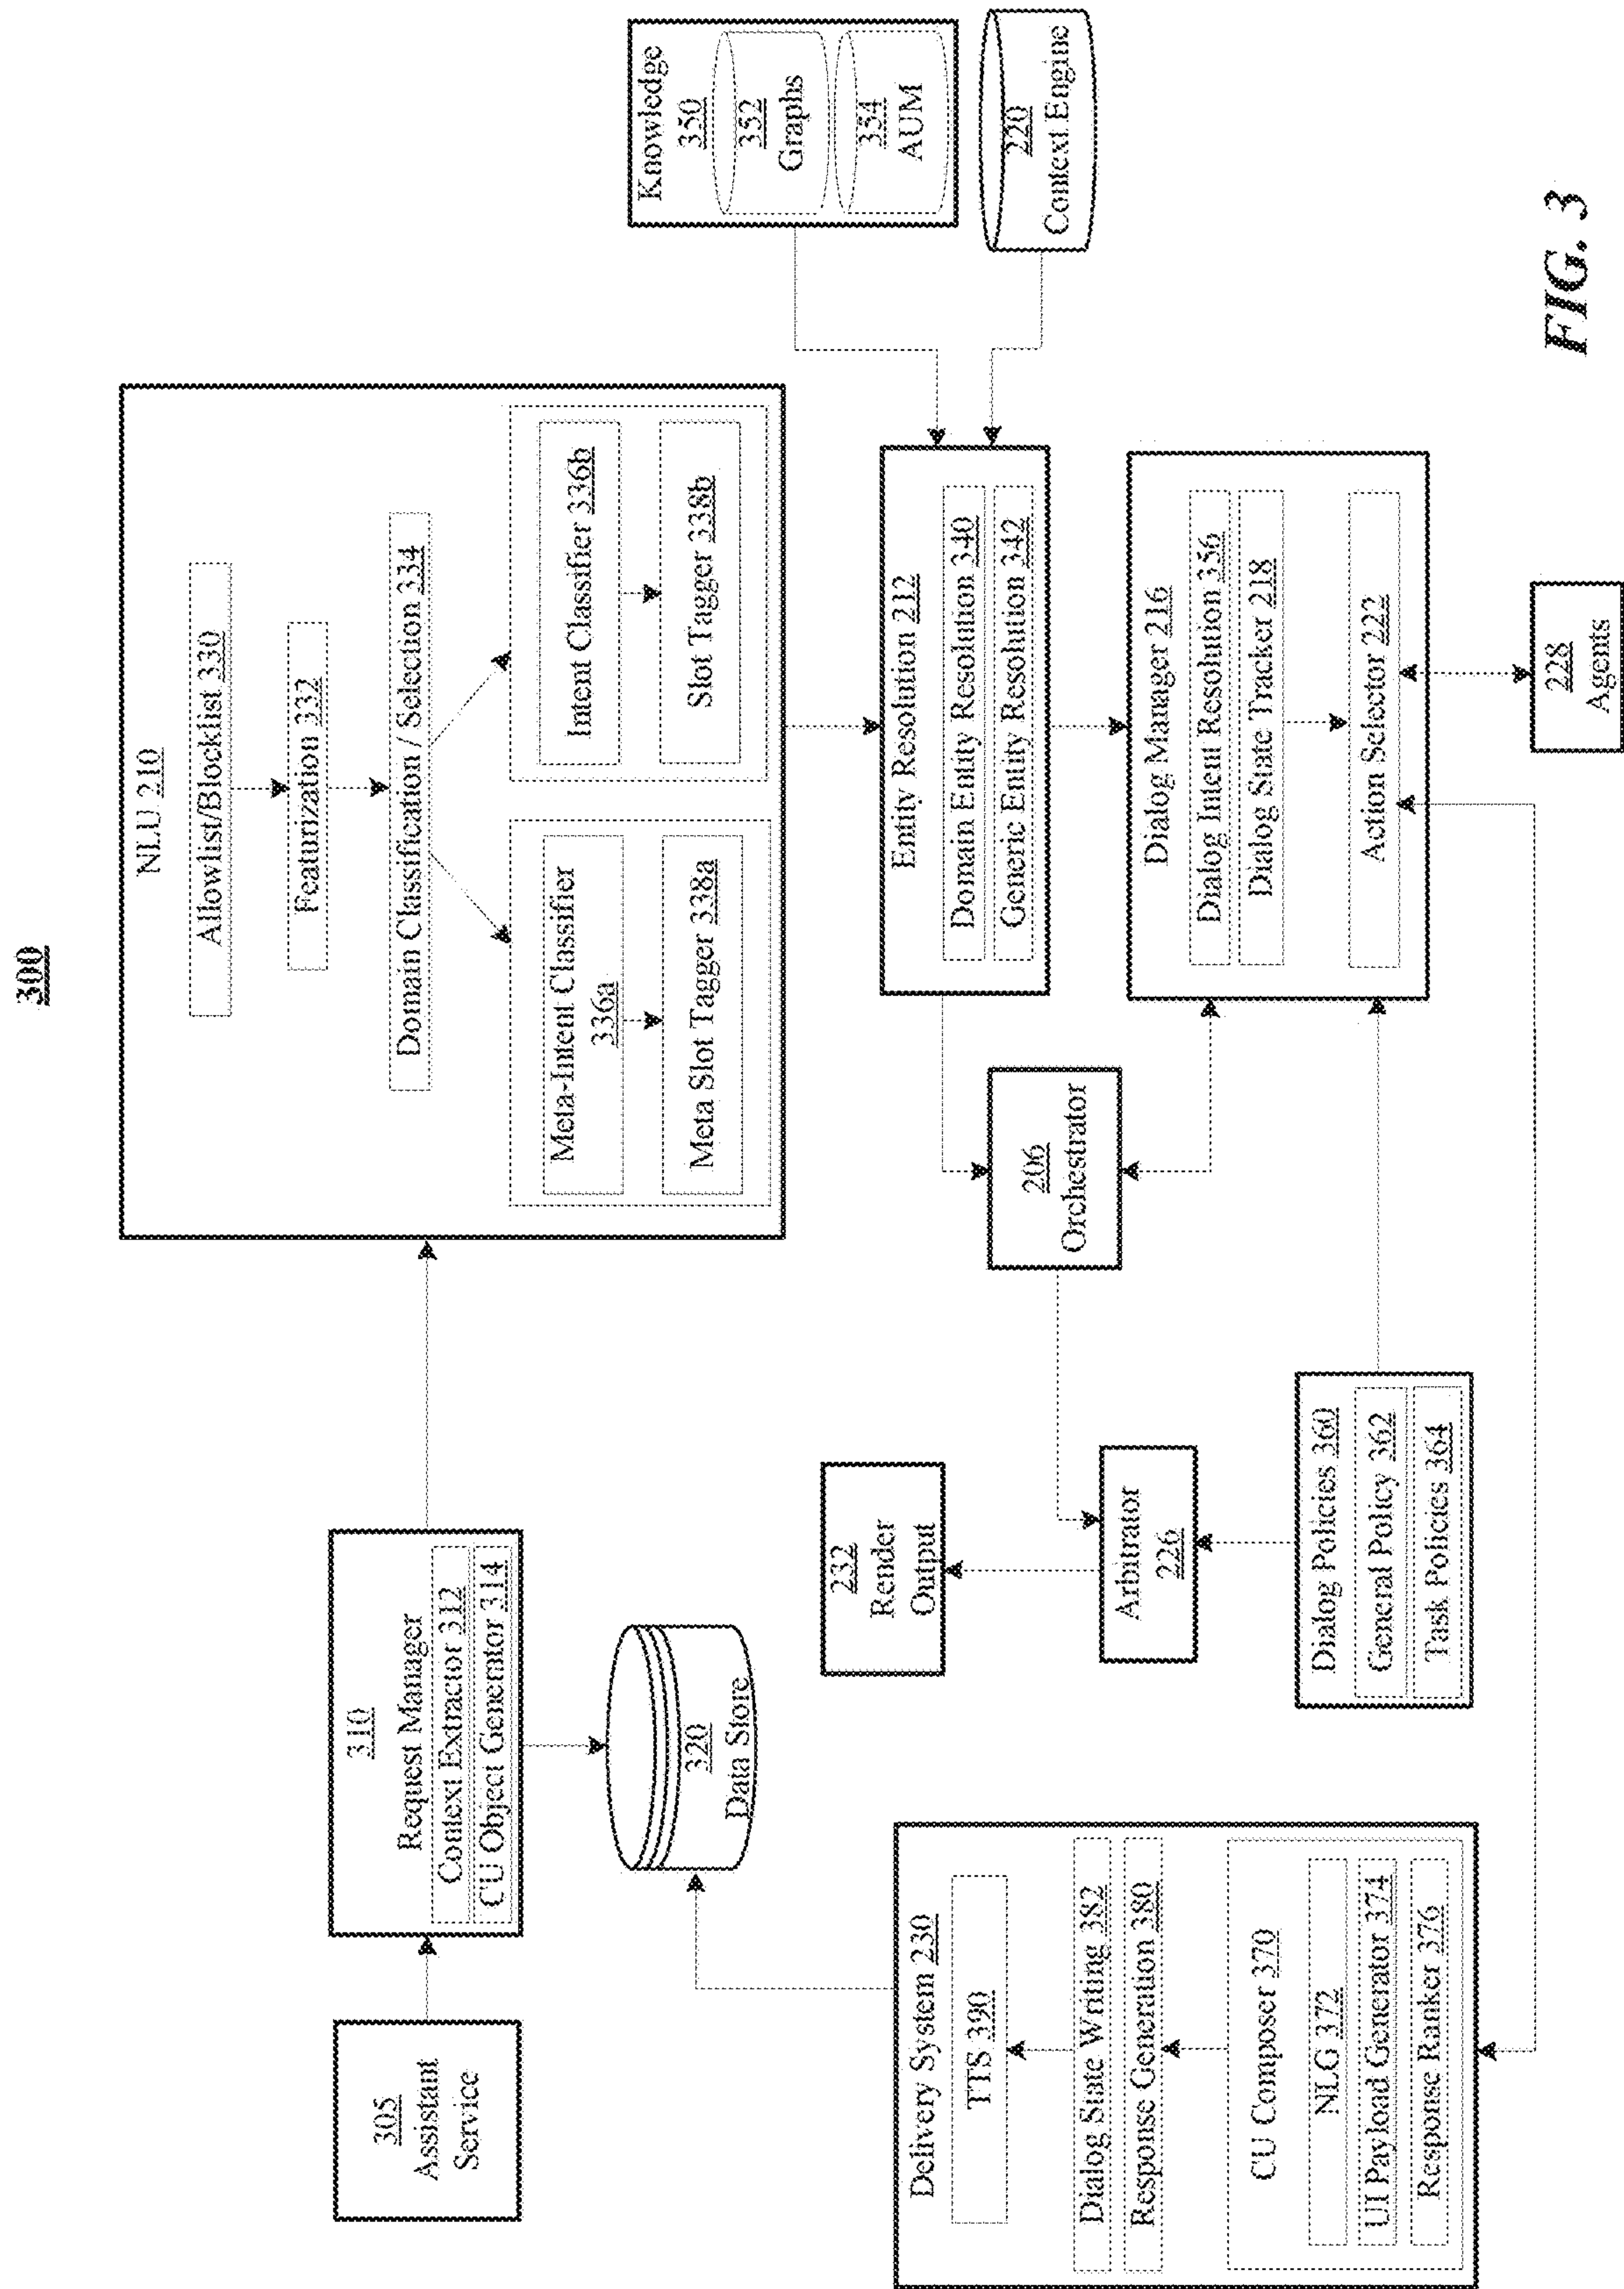 300
305
Assistant
Service
310
Request Manager
Context Extractor 312
CU Object Generator 314
320
Data Store
NLU 210
Allowlist/Blocklist 330
Featurization 332
Domain Classification / Selection 334
Meta-Intent Classifier
336a
Meta Slot Tagger 338a
Intent Classifier 336b
Slot Tagger 338b
Knowledge
350
352
Graphs
354
AUM
220
Context Engine
Entity Resolution 212
Domain Entity Resolution 340
Generic Entity Resolution 342
206
Orchestrator
232
Render
Output
Arbitrator
226
Dialog Manager 216
Dialog Intent Resolution 356
Dialog State Tracker 218
Action Selector 222
228
Agents
Dialog Policies 360
General Policy 362
Task Policies 364
Delivery System 230
TTS 390
Dialog State Writing 382
Response Generation 380
CU Composer 370
NLG 372
UI Payload Generator 374
Response Ranker 376
FIG. 3